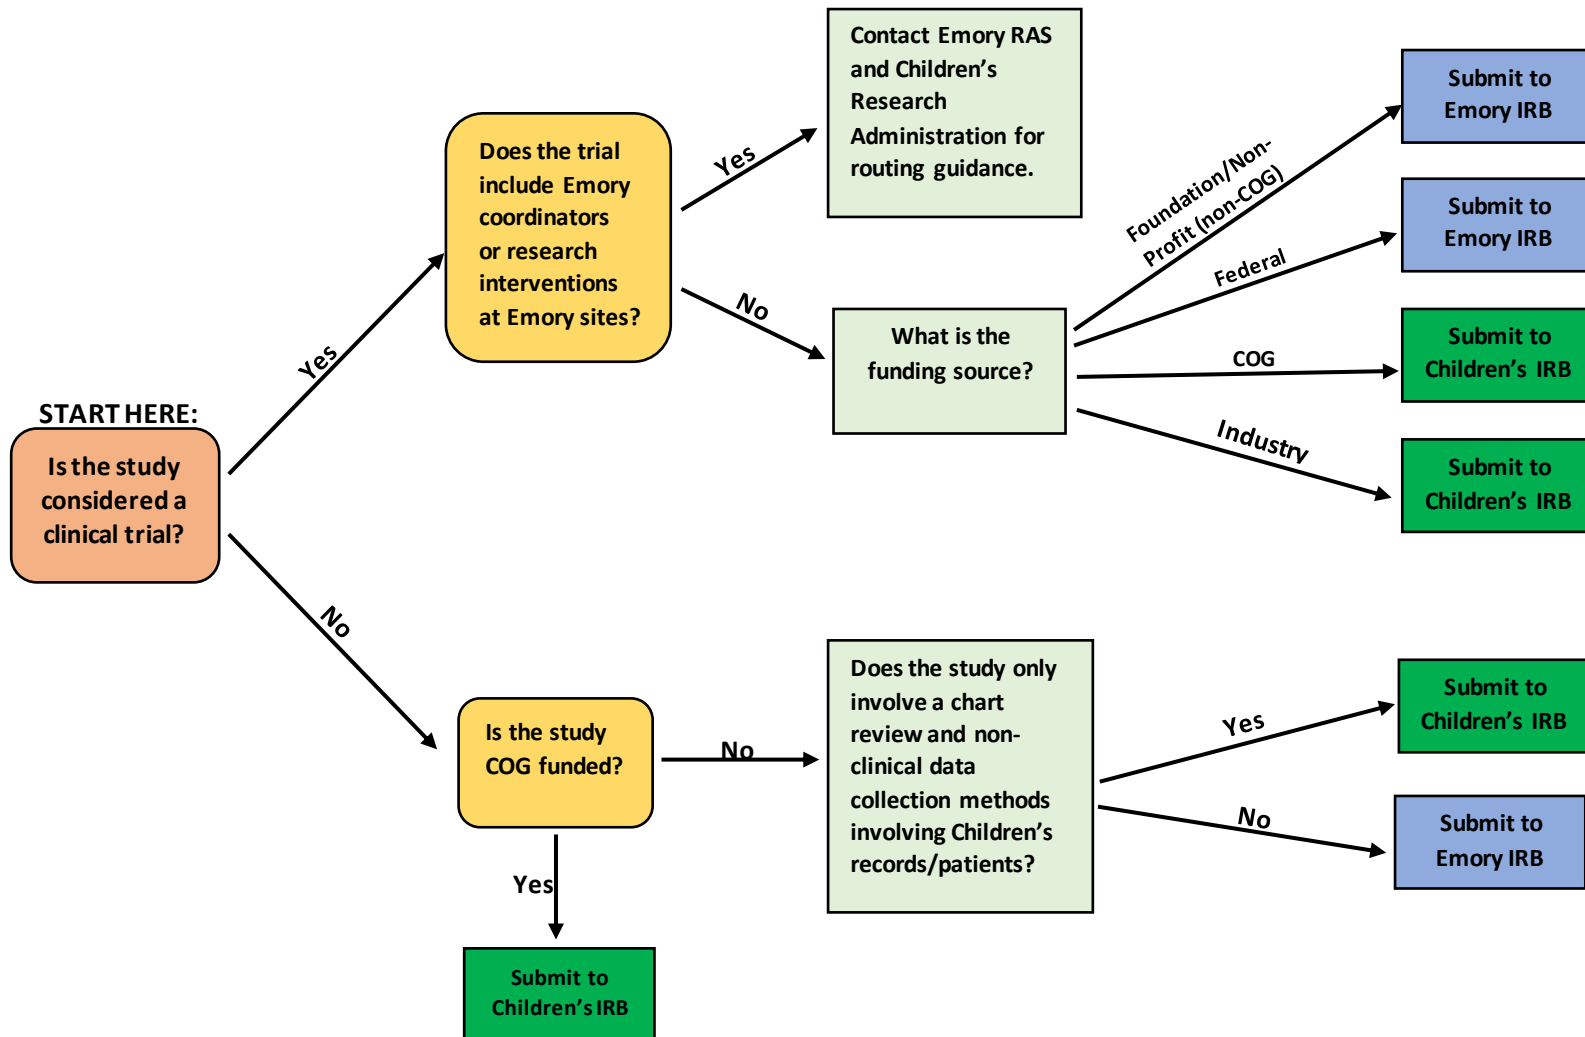 START HERE:
Is the study
considered a
clinical trial?
Yes
No
Does the trial
include Emory
coordinators
or research
interventions
at Emory sites?
Yes
No
Contact Emory RAS
and Children's
Research
Administration for
routing guidance.
What is the
funding source?
Foundation/Non-
Profit (non-COG)
Federal
COG
Industry
Submit to
Emory IRB
Submit to
Emory IRB
Submit to
Children's IRB
Submit to
Children's IRB
Is the study
COG funded?
No
Yes
Submit to
Children's IRB
Does the study only
involve a chart
review and non-
clinical data
collection methods
involving Children's
records/patients?
Yes
No
Submit to
Children's IRB
Submit to
Emory IRB